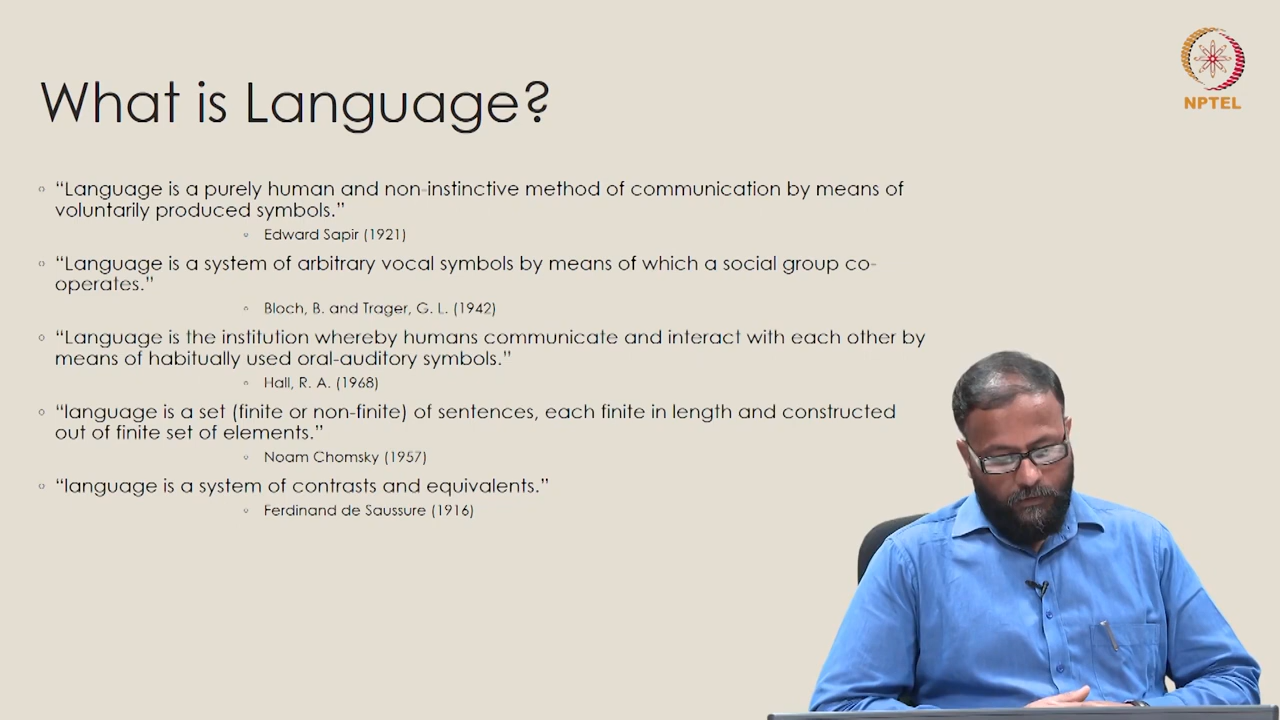 What is Language?
NPTEL
“Language is a purely human and non-instinctive method of communication by means of
voluntarily produced symbols.”
Edward Sapir (1921)
“Language is a system of arbitrary vocal symbols by means of which a social group co-
operates.”
Bloch, B. and Trager, G. L. (1942)
“Language is the institution whereby humans communicate and interact with each other by
means of habitually used oral-auditory symbols.”
Hall, R. A. (1968)
“language is a set (finite or non-finite) of sentences, each finite in length and constructed
out of finite set of elements.”
Noam Chomsky (1957)
“language is a system of contrasts and equivalents.”
Ferdinand de Saussure (1916)